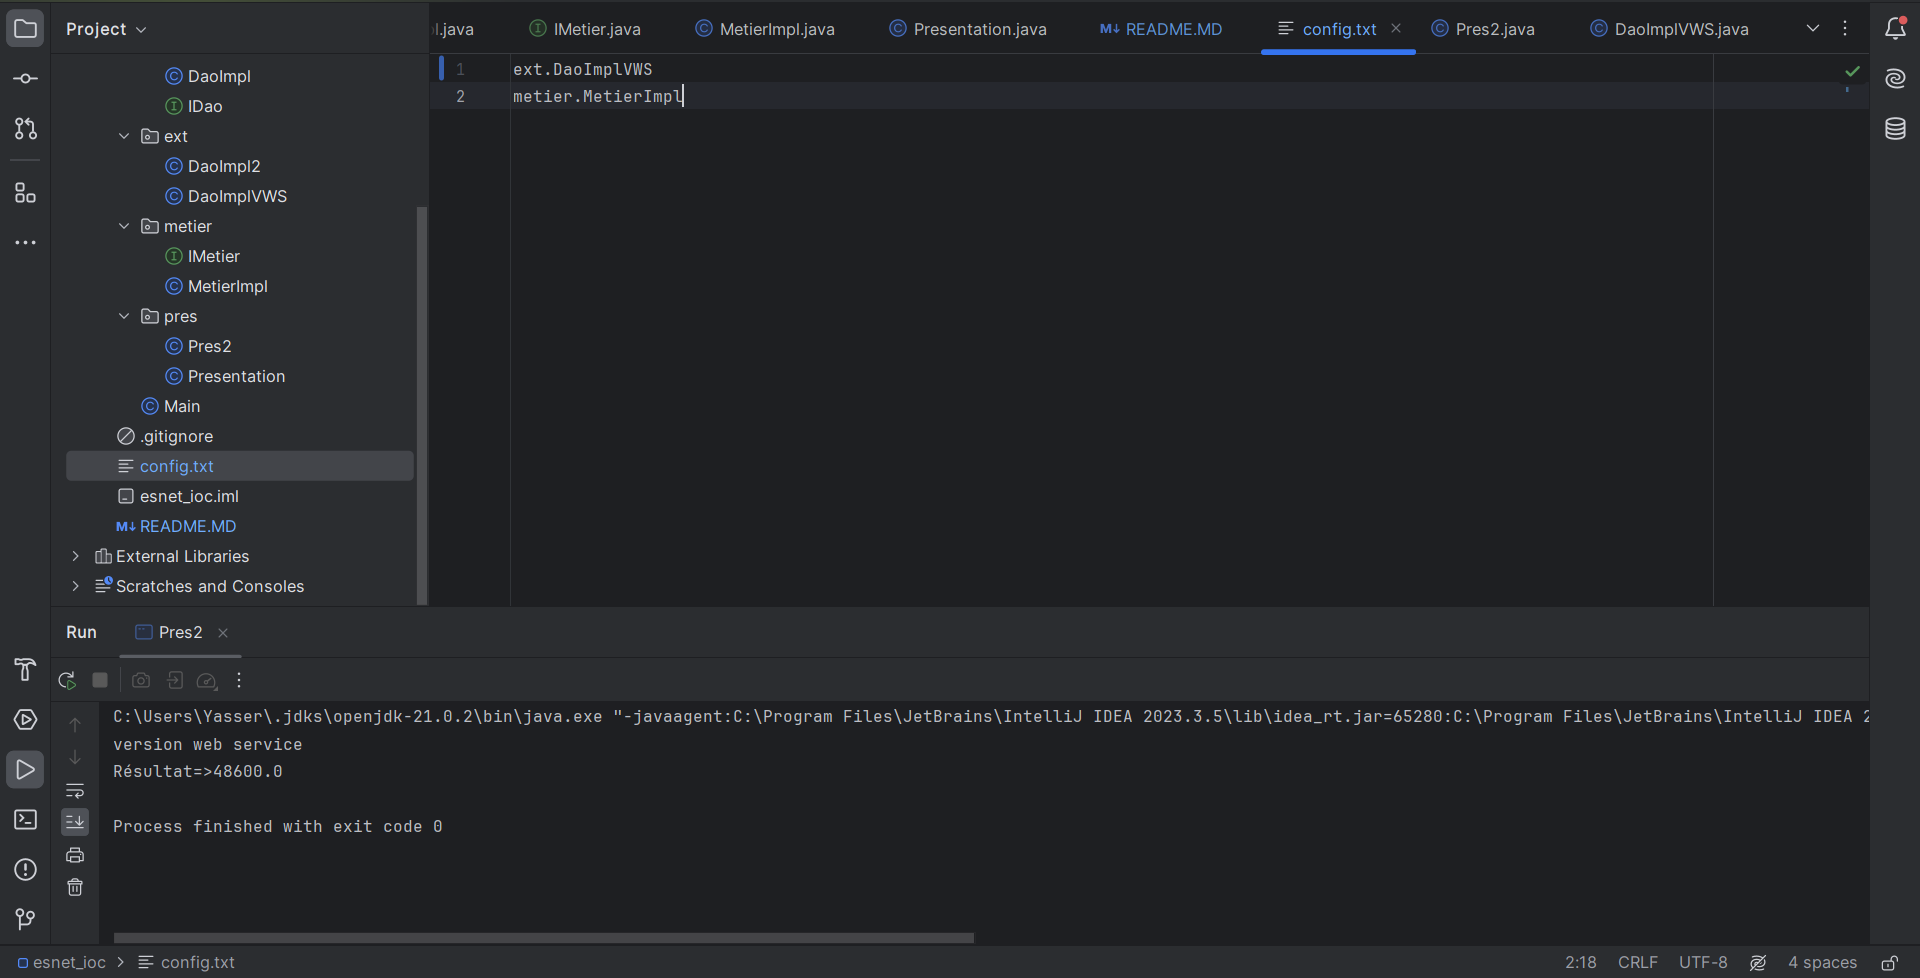 Project
l.java
IMetier.java
MetierImpl.java
Presentation.java
README.MD
config.txt
Pres2.java
DaoImplVWS.java
DaoImpl
IDao
ext
DaoImpl2
DaoImplVWS
metier
IMetier
MetierImpl
pres
Pres2
Presentation
Main
.gitignore
config.txt
esnet_ioc.iml
README.MD
External Libraries
Scratches and Consoles
1 ext.DaoImplVWS
2 metier.MetierImpl
Run
Pres2
C:\Users\Yasser\.jdks\openjdk-21.0.2\bin\java.exe "-javaagent:C:\Program Files\JetBrains\IntelliJ IDEA 2023.3.5\lib\idea_rt.jar=65280:C:\Program Files\JetBrains\IntelliJ IDEA 2
version web service
Résultat=>48600.0
Process finished with exit code 0
esnet_ioc > config.txt
2:18 CRLF UTF-8 4 spaces